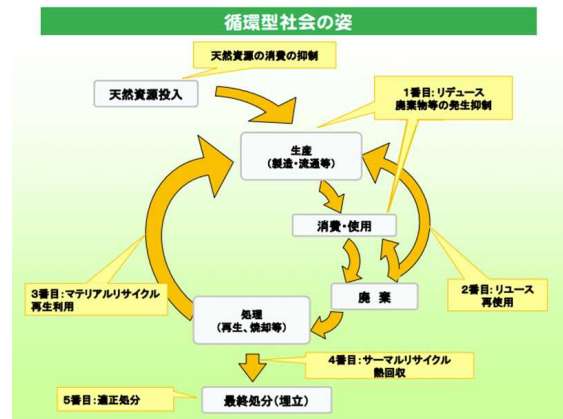 循環型社会の姿
天然資源の消費の抑制
天然資源投入
1番目:リデュース
廃棄物等の発生抑制
生産
(製造・流通等)
消費・使用
3番目:マテリアルリサイクル
再生利用
廃 棄
2番目:リユース
再使用
処理
(再生、焼却等)
4番目:サーマルリサイクル
熱回収
5番目:適正処分
最終処分(埋立)